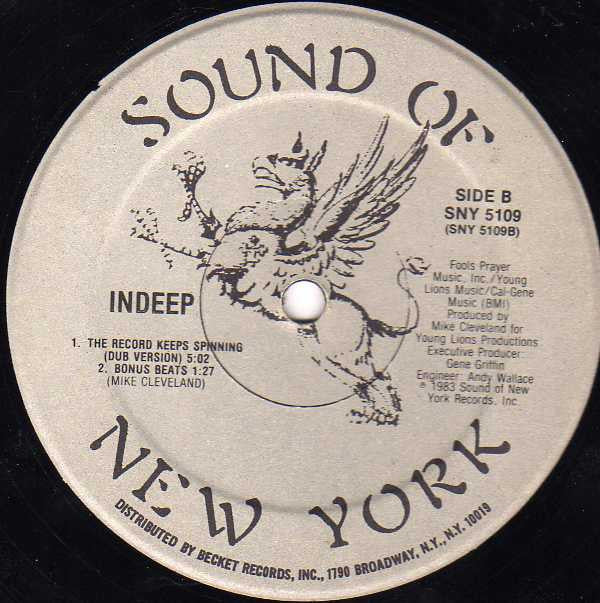 SOUND OF
SIDE B
SNY 5109
(SNY 5109B)
Fools Prayer
Music, Inc./Young
Lions Music/Cal-Gene
Music (BMI)
Produced by
Mike Cleveland for
Young Lions Productions
Executive Producer:
Gene Griffin
Engineer: Andy Wallace
℗ 1983 Sound of New
York Records, Inc.
INDEEP
1. THE RECORD KEEPS SPINNING
(DUB VERSION) 5:02
2. BONUS BEATS 1:27
(MIKE CLEVELAND)
NEW YORK
DISTRIBUTED BY BECKET RECORDS, INC., 1790 BROADWAY, N.Y., N.Y. 10019